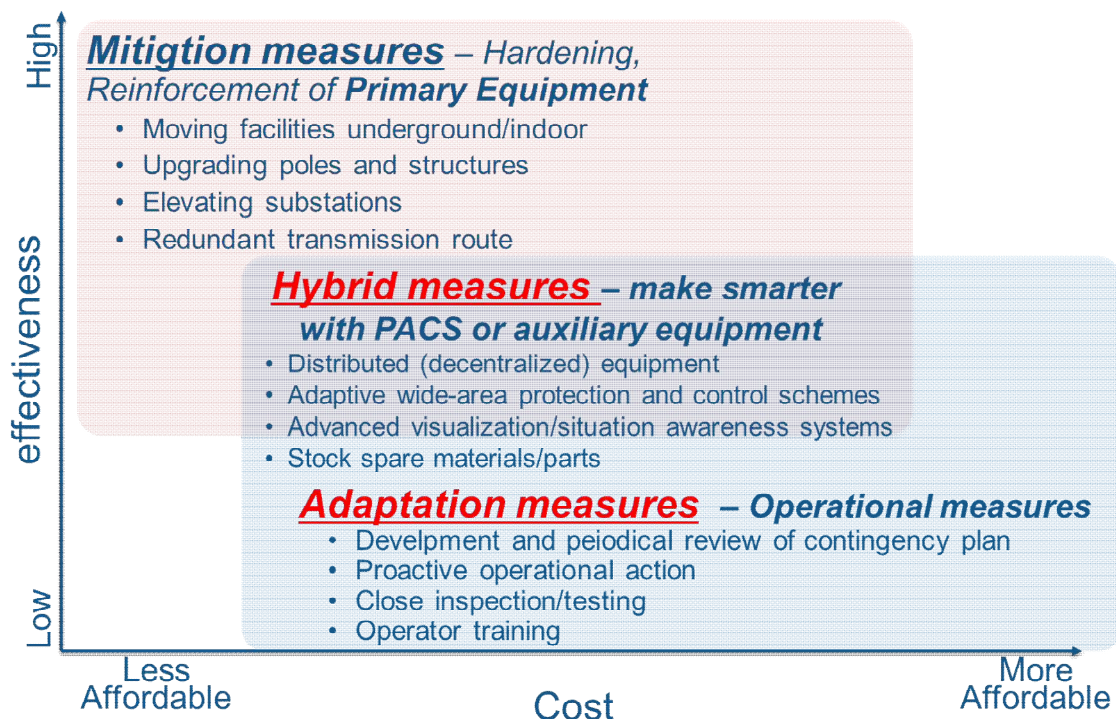 High
Mitigtion measures – Hardening,
Reinforcement of Primary Equipment
• Moving facilities underground/indoor
• Upgrading poles and structures
• Elevating substations
• Redundant transmission route
effectiveness
Hybrid measures – make smarter
with PACS or auxiliary equipment
• Distributed (decentralized) equipment
• Adaptive wide-area protection and control schemes
• Advanced visualization/situation awareness systems
• Stock spare materials/parts
Adaptation measures – Operational measures
• Develpment and peiodical review of contingency plan
• Proactive operational action
• Close inspection/testing
• Operator training
Low
Less
Affordable
Cost
More
Affordable